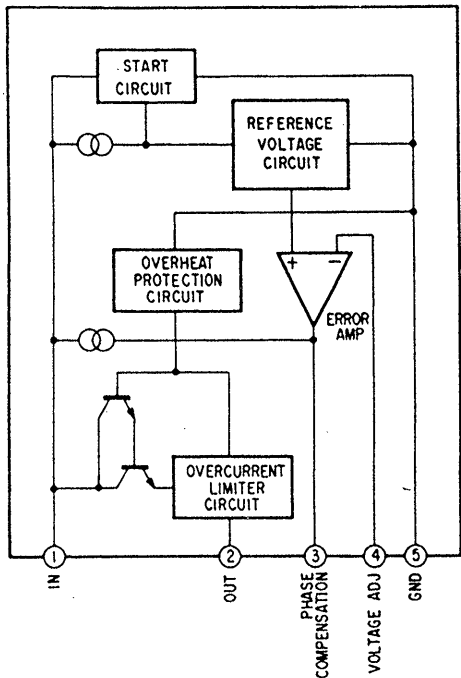 START
CIRCUIT
REFERENCE
VOLTAGE
CIRCUIT
+
−
OVERHEAT
PROTECTION
CIRCUIT
ERROR
AMP
OVERCURRENT
LIMITER
CIRCUIT
1
2
3
4
5
IN
OUT
PHASE
COMPENSATION
VOLTAGE ADJ
GND